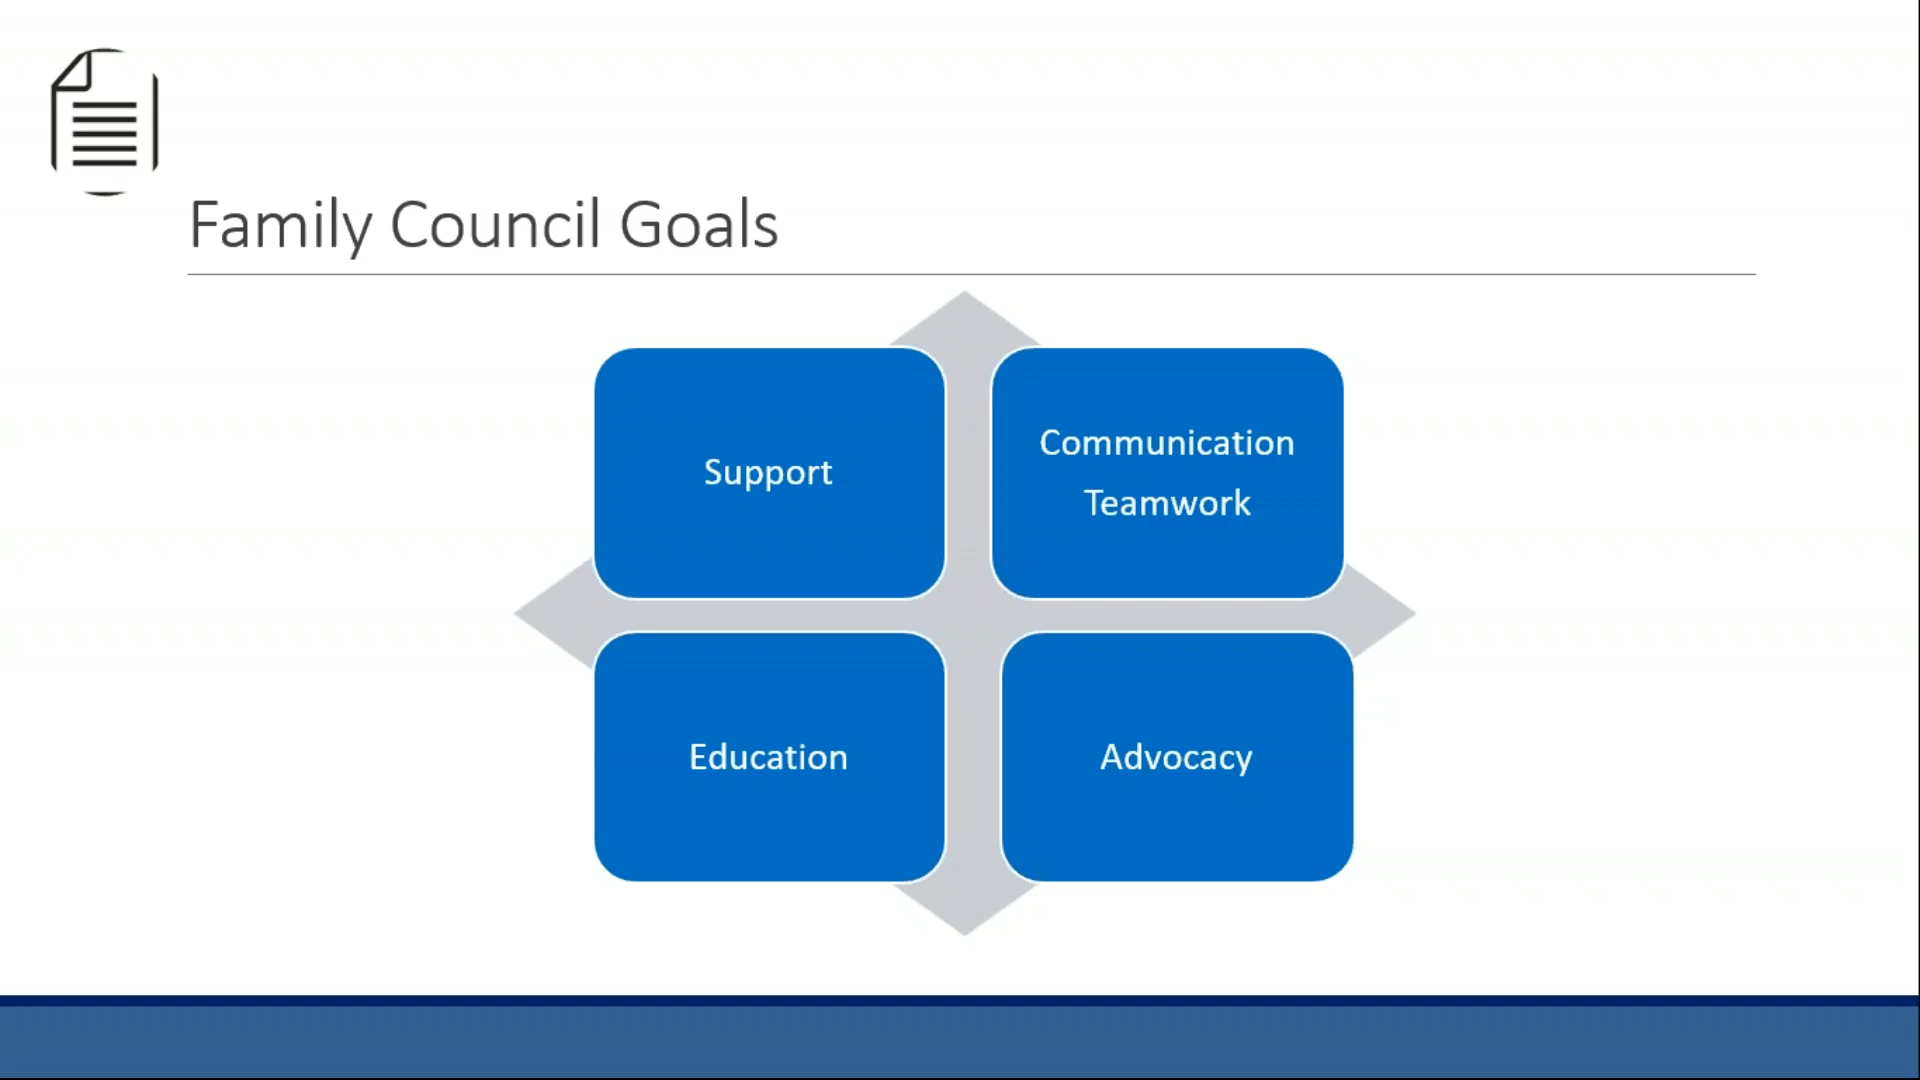 Family Council Goals
Support
Communication
Teamwork
Education
Advocacy